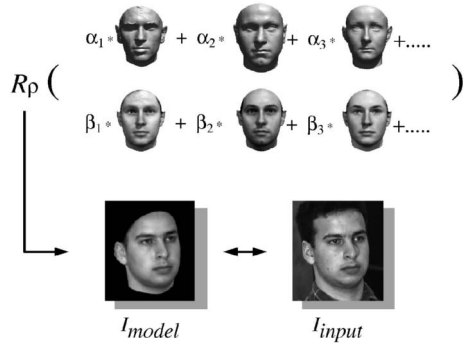 α1 * + α2 * + α3 * +.....
Rρ ( )
β1 * + β2 * + β3 * +.....
Imodel Iinput